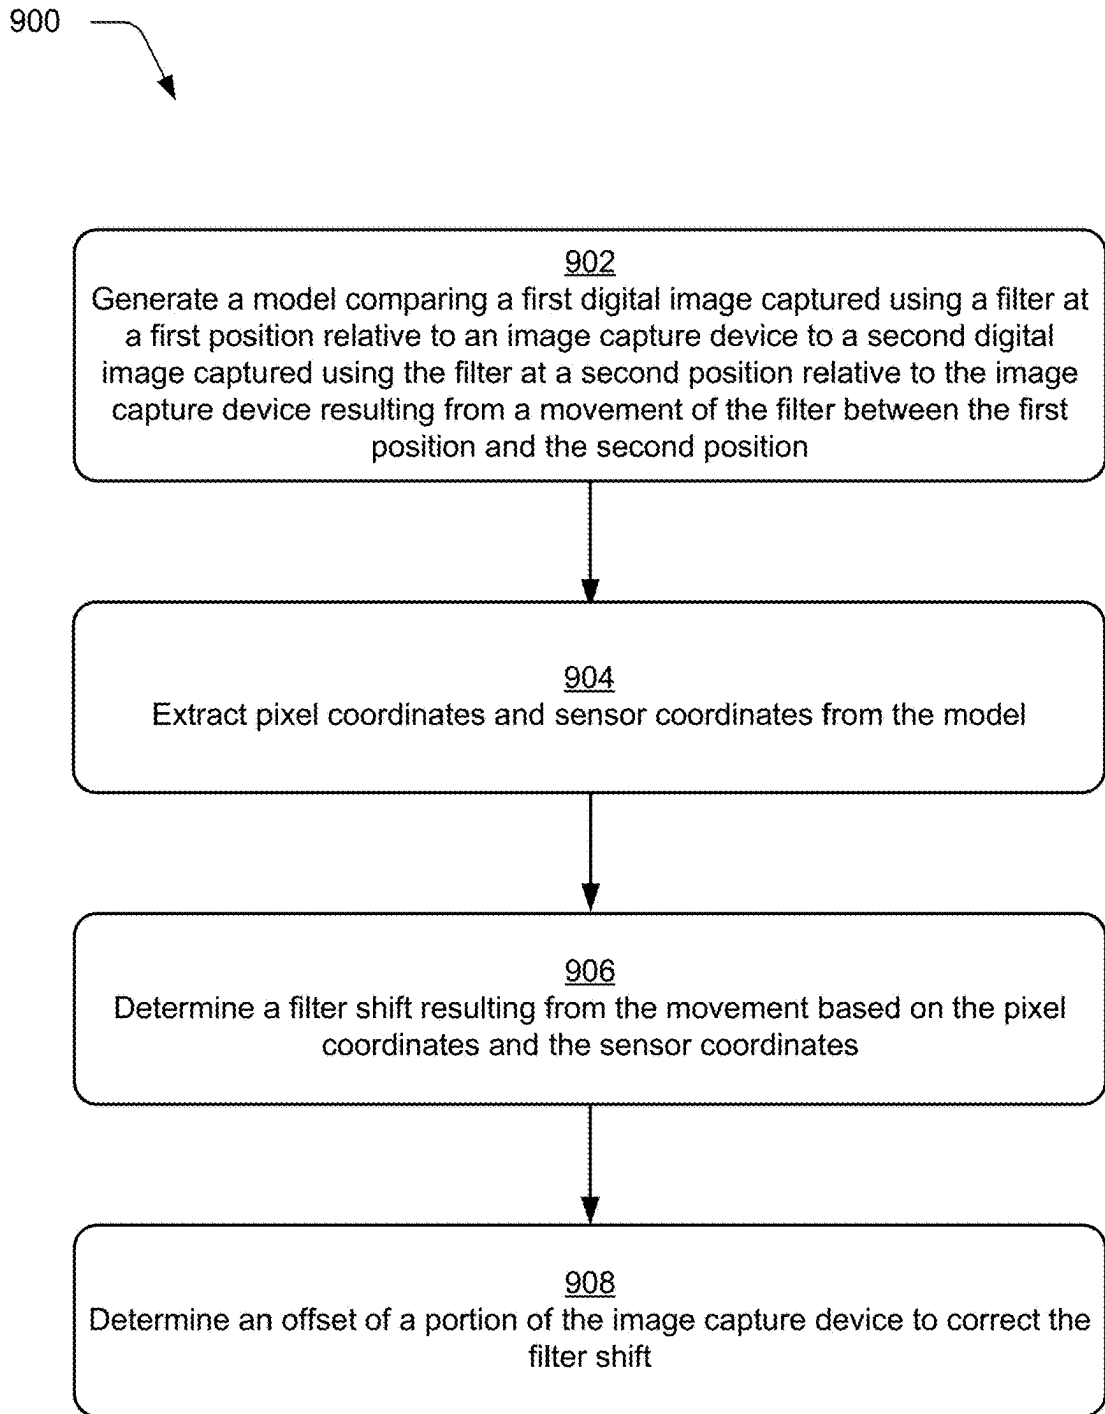 900
902
Generate a model comparing a first digital image captured using a filter at
a first position relative to an image capture device to a second digital
image captured using the filter at a second position relative to the image
capture device resulting from a movement of the filter between the first
position and the second position
904
Extract pixel coordinates and sensor coordinates from the model
906
Determine a filter shift resulting from the movement based on the pixel
coordinates and the sensor coordinates
908
Determine an offset of a portion of the image capture device to correct the
filter shift